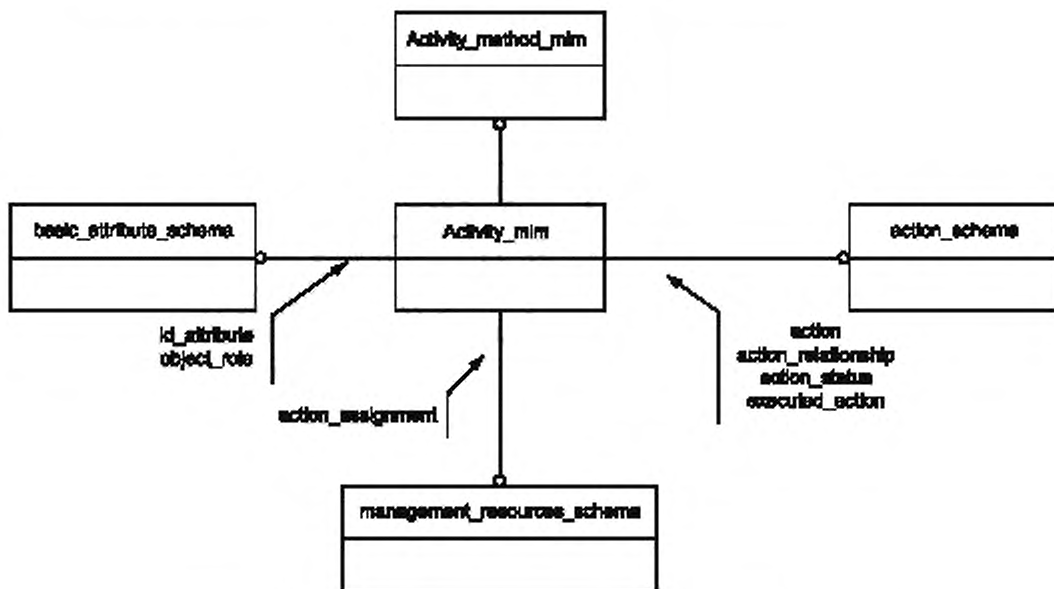 Activity_method_mim
basic_attribute_schema
Activity_mim
action_schema
id_attribute
object_role
action
action_relationship
action_status
executed_action
action_assignment
management_resources_schema